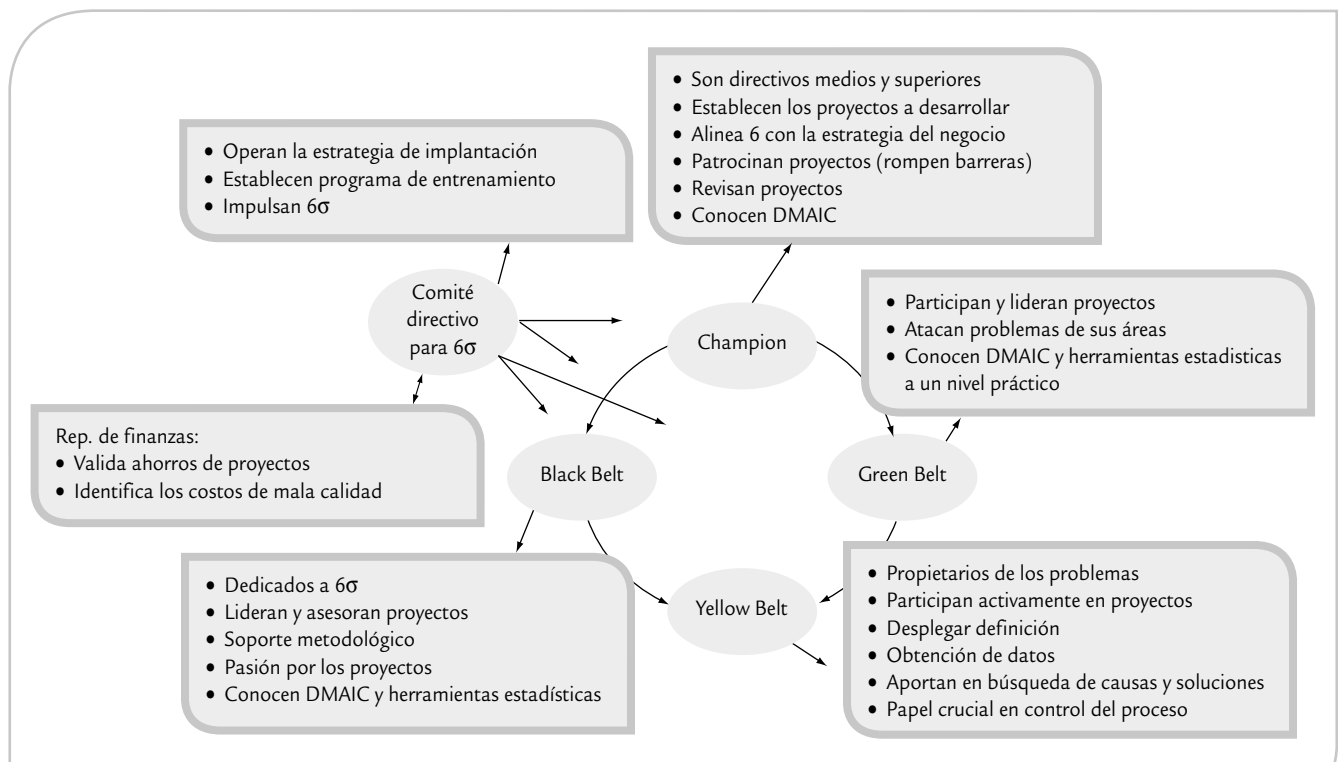 • Son directivos medios y superiores
• Establecen los proyectos a desarrollar
• Alinea 6 con la estrategia del negocio
• Patrocinan proyectos (rompen barreras)
• Revisan proyectos
• Conocen DMAIC
• Operan la estrategia de implantación
• Establecen programa de entrenamiento
• Impulsan 6σ
Comité
directivo
para 6σ
Champion
• Participan y lideran proyectos
• Atacan problemas de sus áreas
• Conocen DMAIC y herramientas estadisticas
a un nivel práctico
Rep. de finanzas:
• Valida ahorros de proyectos
• Identifica los costos de mala calidad
Black Belt
Green Belt
• Dedicados a 6σ
• Lideran y asesoran proyectos
• Soporte metodológico
• Pasión por los proyectos
• Conocen DMAIC y herramientas estadísticas
Yellow Belt
• Propietarios de los problemas
• Participan activamente en proyectos
• Desplegar definición
• Obtención de datos
• Aportan en búsqueda de causas y soluciones
• Papel crucial en control del proceso